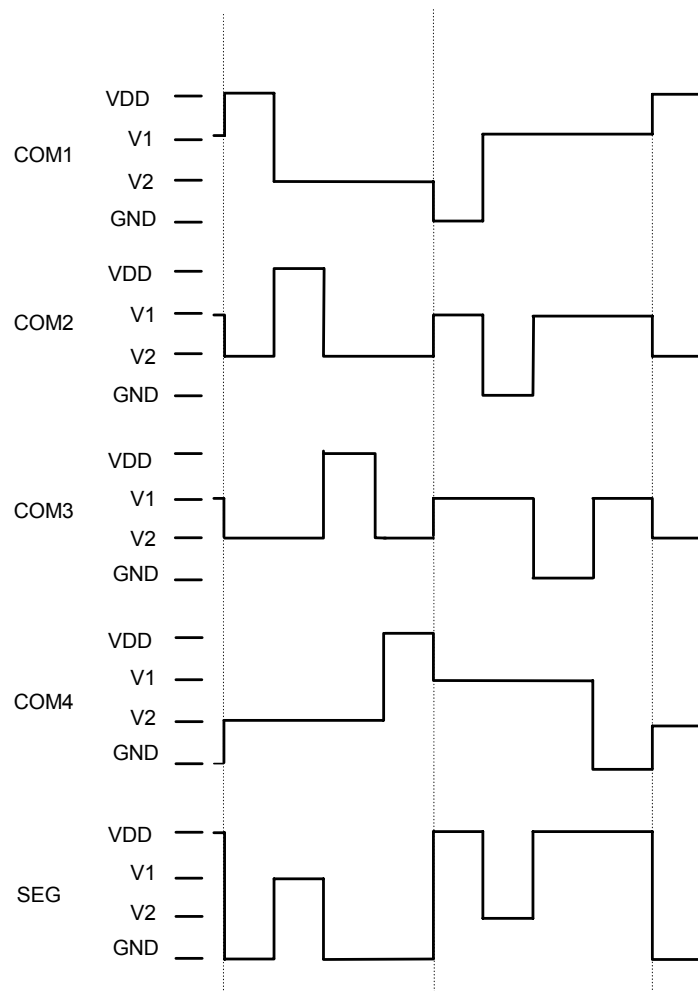 VDD
V1
COM1
V2
GND
VDD
V1
COM2
V2
GND
VDD
V1
COM3
V2
GND
VDD
V1
COM4
V2
GND
VDD
V1
SEG
V2
GND